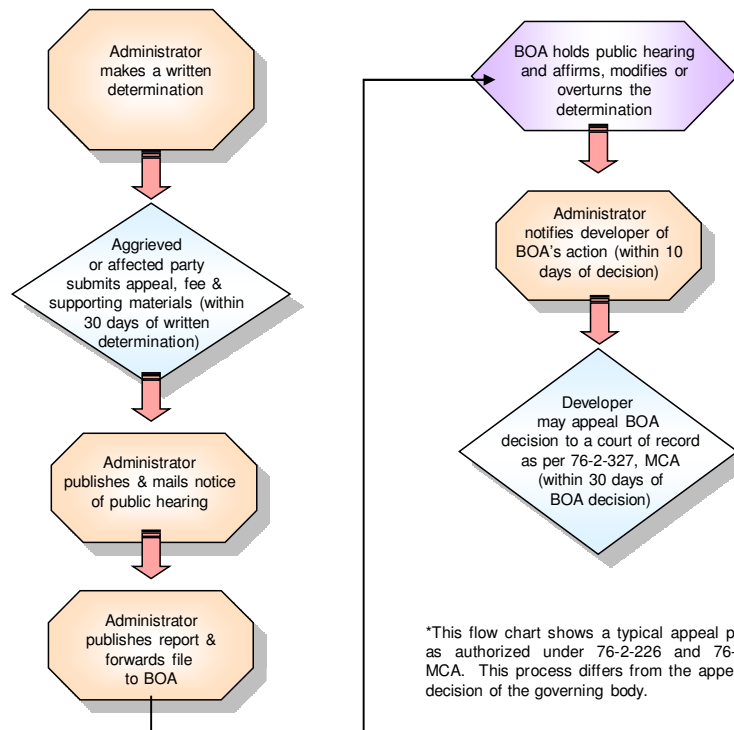 Administrator
makes a written
determination
Aggrieved
or affected party
submits appeal, fee &
supporting materials (within
30 days of written
determination)
Administrator
publishes & mails notice
of public hearing
Administrator
publishes report &
forwards file
to BOA
BOA holds public hearing
and affirms, modifies or
overturns the
determination
Administrator
notifies developer of
BOA's action (within 10
days of decision)
Developer
may appeal BOA
decision to a court of record
as per 76-2-327, MCA
(within 30 days of
BOA decision)
*This flow chart shows a typical appeal
as authorized under 76-2-226 and
MCA. This process differs from the
decision of the governing body.